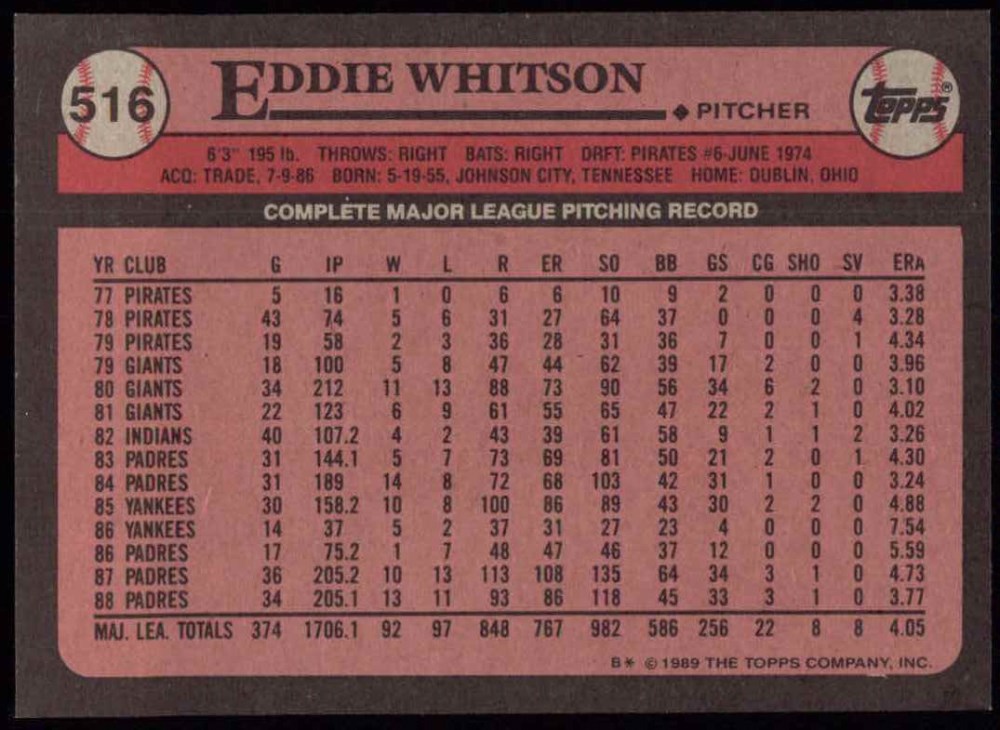 516
EDDIE WHITSON
PITCHER
TOPPS®
6'3" 195 lb. THROWS: RIGHT BATS: RIGHT DRFT: PIRATES #6-JUNE 1974
ACQ: TRADE, 7-9-86 BORN: 5-19-55, JOHNSON CITY, TENNESSEE HOME: DUBLIN, OHIO
COMPLETE MAJOR LEAGUE PITCHING RECORD
YR CLUB G IP W L R ER SO BB GS CG SHO SV ERA
77 PIRATES 5 16 1 0 6 6 10 9 2 0 0 0 3.38
78 PIRATES 43 74 5 6 31 27 64 37 0 0 0 4 3.28
79 PIRATES 19 58 2 3 36 28 31 36 7 0 0 1 4.34
79 GIANTS 18 100 5 8 47 44 62 39 17 2 0 0 3.96
80 GIANTS 34 212 11 13 88 73 90 56 34 6 2 0 3.10
81 GIANTS 22 123 6 9 61 55 65 47 22 2 1 0 4.02
82 INDIANS 40 107.2 4 2 43 39 61 58 9 1 1 2 3.26
83 PADRES 31 144.1 5 7 73 69 81 50 21 2 0 1 4.30
84 PADRES 31 189 14 8 72 68 103 42 31 1 0 0 3.24
85 YANKEES 30 158.2 10 8 100 86 89 43 30 2 2 0 4.88
86 YANKEES 14 37 5 2 37 31 27 23 4 0 0 0 7.54
86 PADRES 17 75.2 1 7 48 47 46 37 12 0 0 0 5.59
87 PADRES 36 205.2 10 13 113 108 135 64 34 3 1 0 4.73
88 PADRES 34 205.1 13 11 93 86 118 45 33 3 1 0 3.77
MAJ. LEA. TOTALS 374 1706.1 92 97 848 767 982 586 256 22 8 8 4.05
B* © 1989 THE TOPPS COMPANY, INC.